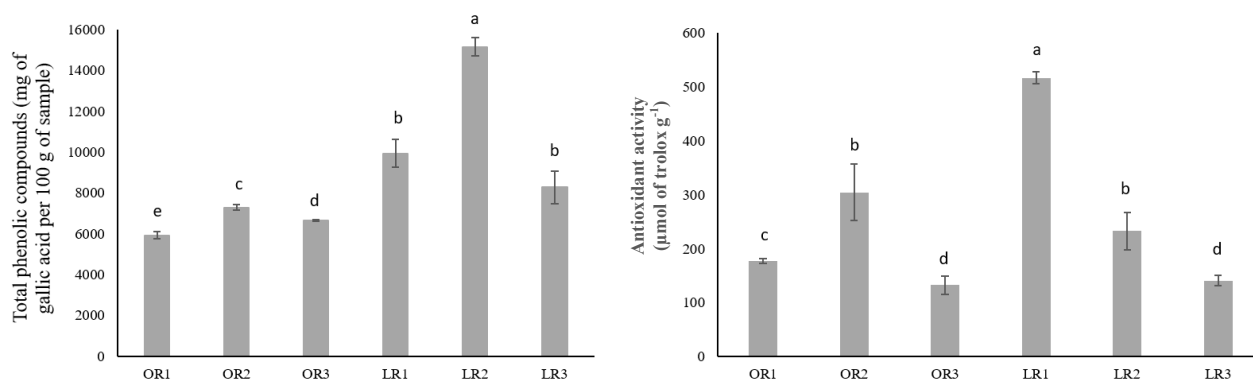 Total phenolic compounds (mg of
gallic acid per 100 g of sample)
16000
14000
12000
10000
8000
6000
4000
2000
0
e
c
d
b
a
b
OR1 OR2 OR3 LR1 LR2 LR3
Antioxidant activity
(µmol of trolox g⁻¹)
600
500
400
300
200
100
0
c
b
d
a
b
d
OR1 OR2 OR3 LR1 LR2 LR3